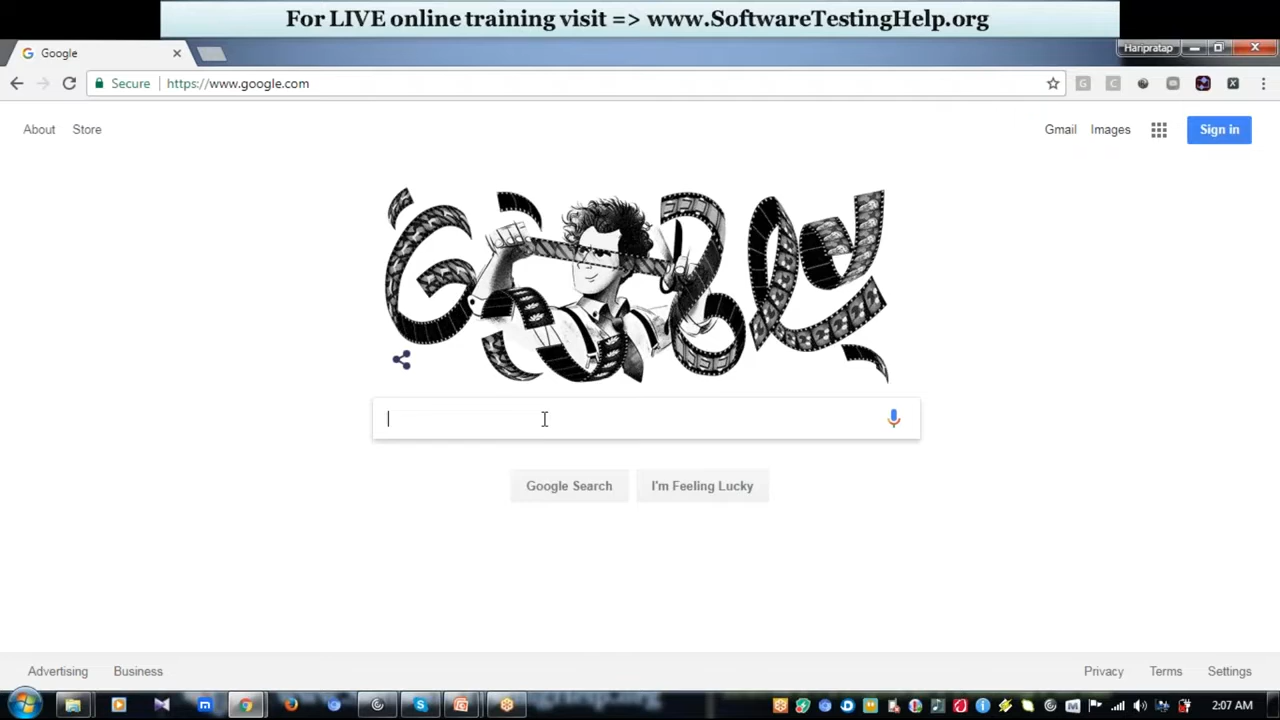 For LIVE online training visit => www.SoftwareTestingHelp.org
Google
Haripratap
Secure
https://www.google.com
About
Store
Gmail
Images
Sign in
Google Search
I'm Feeling Lucky
Advertising
Business
Privacy
Terms
Settings
2:07 AM